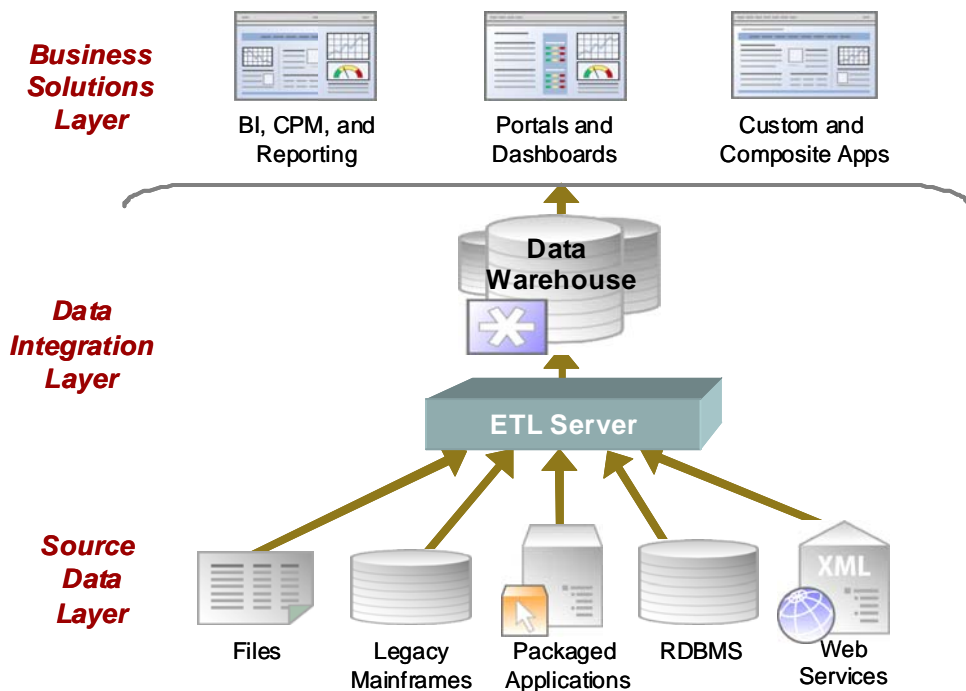 Business
Solutions
Layer
BI, CPM, and
Reporting
Portals and
Dashboards
Custom and
Composite Apps
Data
Warehouse
Data
Integration
Layer
ETL Server
Source
Data
Layer
XML
Files
Legacy
Mainframes
Packaged
Applications
RDBMS
Web
Services